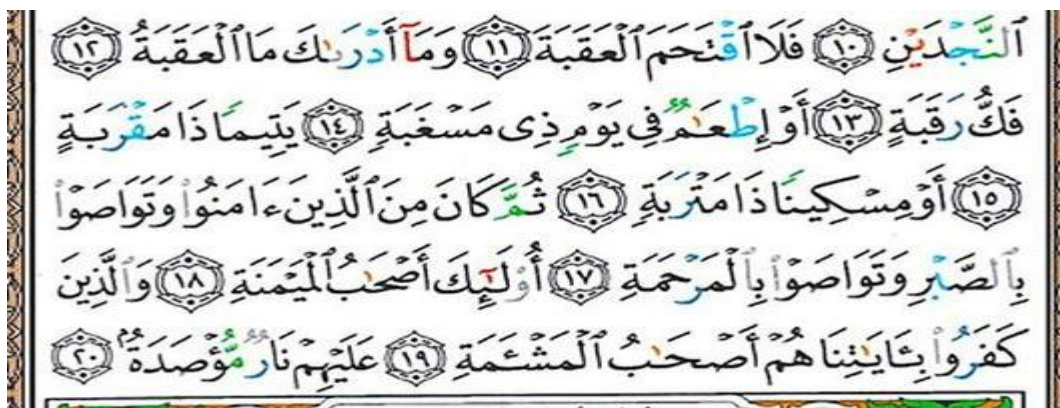 ٱلنَّجۡدَيۡنِ ١٠ فَلَا ٱقۡتَحَمَ ٱلۡعَقَبَةَ ١١ وَمَآ أَدۡرَىٰكَ مَا ٱلۡعَقَبَةُ ١٢
فَكُّ رَقَبَةٍ ١٣ أَوۡ إِطۡعَٰمٞ فِي يَوۡمٖ ذِي مَسۡغَبَةٖ ١٤ يَتِيمٗا ذَا مَقۡرَبَةٍ
١٥ أَوۡ مِسۡكِينٗا ذَا مَتۡرَبَةٖ ١٦ ثُمَّ كَانَ مِنَ ٱلَّذِينَ ءَامَنُواْ وَتَوَاصَوۡاْ
بِٱلصَّبۡرِ وَتَوَاصَوۡاْ بِٱلۡمَرۡحَمَةِ ١٧ أُوْلَٰٓئِكَ أَصۡحَٰبُ ٱلۡمَيۡمَنَةِ ١٨ وَٱلَّذِينَ
كَفَرُواْ بِـَٔايَٰتِنَا هُمۡ أَصۡحَٰبُ ٱلۡمَشۡـَٔمَةِ ١٩ عَلَيۡهِمۡ نَارٞ مُّؤۡصَدَةُۢ ٢٠